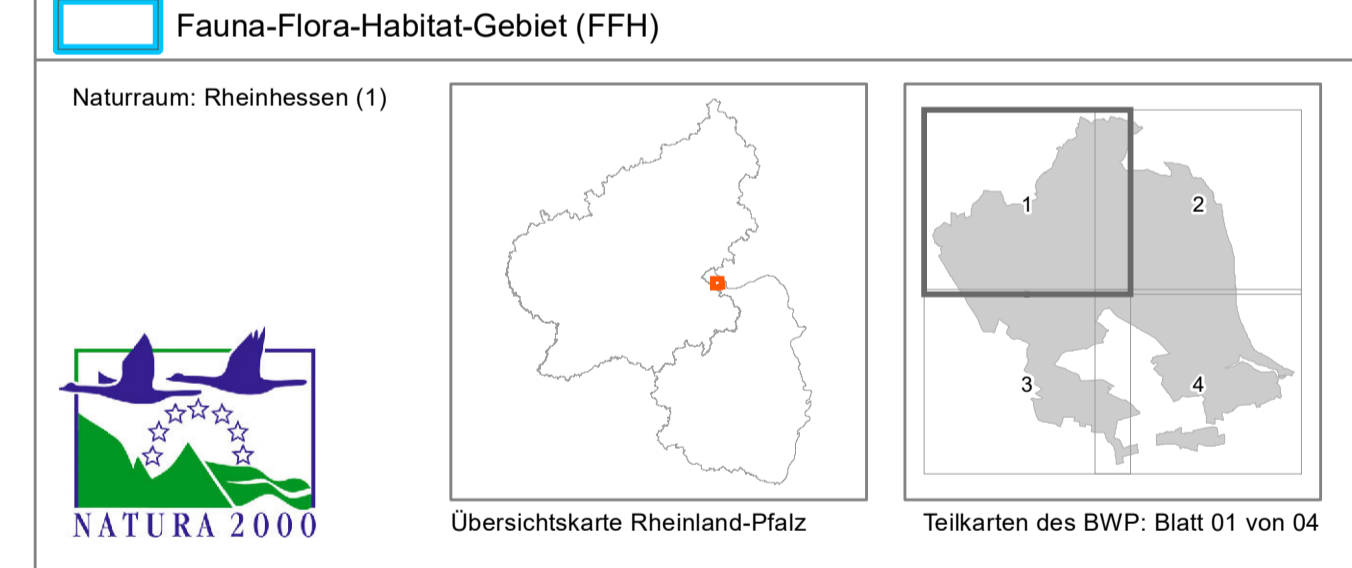 Fauna-Flora-Habitat-Gebiet (FFH)
Naturraum: Rheinhessen (1)
1
2
3
4
NATURA 2000
Übersichtskarte Rheinland-Pfalz
Teilkarten des BWP: Blatt 01 von 04